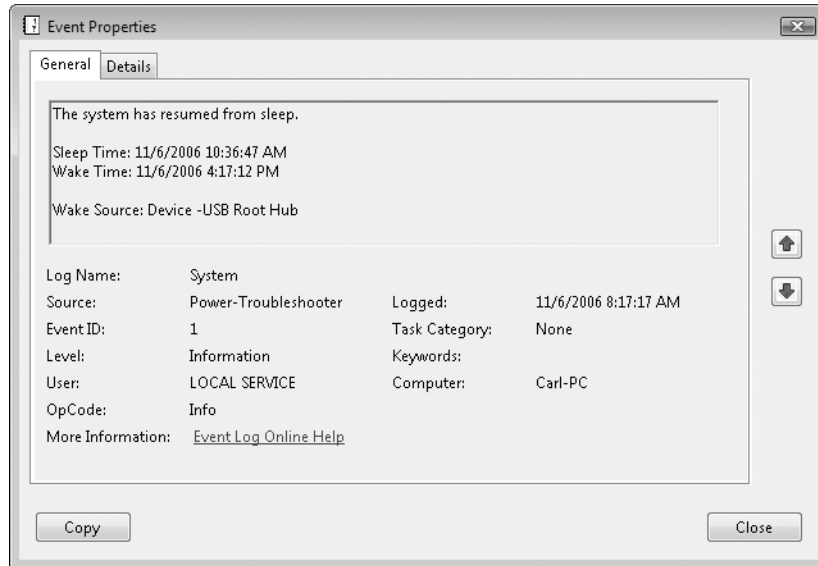 Event Properties
General Details
The system has resumed from sleep.
Sleep Time: 11/6/2006 10:36:47 AM
Wake Time: 11/6/2006 4:17:12 PM
Wake Source: Device -USB Root Hub
Log Name: System
Source: Power-Troubleshooter Logged: 11/6/2006 8:17:17 AM
Event ID: 1 Task Category: None
Level: Information Keywords:
User: LOCAL SERVICE Computer: Carl-PC
OpCode: Info
More Information: Event Log Online Help
Copy Close